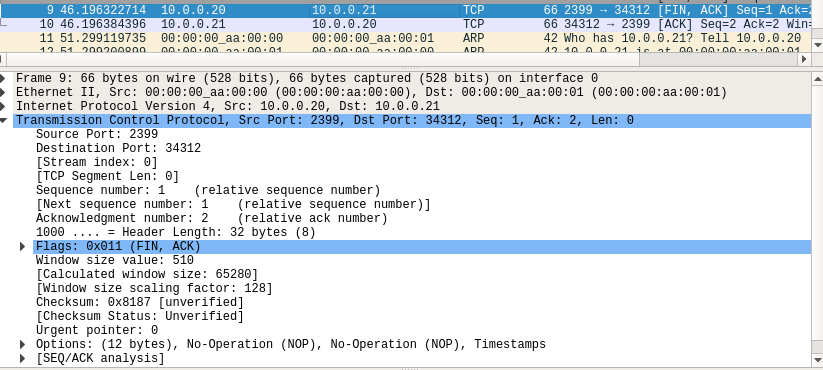 9 46.196322714 10.0.0.20 10.0.0.21 TCP 66 2399 → 34312 [FIN, ACK] Seq=1 Ack=2
10 46.196384396 10.0.0.21 10.0.0.20 TCP 66 34312 → 2399 [ACK] Seq=2 Ack=2 Win=
11 51.299119735 00:00:00_aa:00:00 00:00:00_aa:00:01 ARP 42 Who has 10.0.0.21? Tell 10.0.0.20
12 51.299200899 00:00:00_aa:00:01 00:00:00_aa:00:00 ARP 42 10.0.0.21 is at 00:00:00:aa:00:01
Frame 9: 66 bytes on wire (528 bits), 66 bytes captured (528 bits) on interface 0
Ethernet II, Src: 00:00:00_aa:00:00 (00:00:00:aa:00:00), Dst: 00:00:00_aa:00:01 (00:00:00:aa:00:01)
Internet Protocol Version 4, Src: 10.0.0.20, Dst: 10.0.0.21
Transmission Control Protocol, Src Port: 2399, Dst Port: 34312, Seq: 1, Ack: 2, Len: 0
Source Port: 2399
Destination Port: 34312
[Stream index: 0]
[TCP Segment Len: 0]
Sequence number: 1 (relative sequence number)
[Next sequence number: 1 (relative sequence number)]
Acknowledgment number: 2 (relative ack number)
1000 .... = Header Length: 32 bytes (8)
Flags: 0x011 (FIN, ACK)
Window size value: 510
[Calculated window size: 65280]
[Window size scaling factor: 128]
Checksum: 0x8187 [unverified]
[Checksum Status: Unverified]
Urgent pointer: 0
Options: (12 bytes), No-Operation (NOP), No-Operation (NOP), Timestamps
[SEQ/ACK analysis]